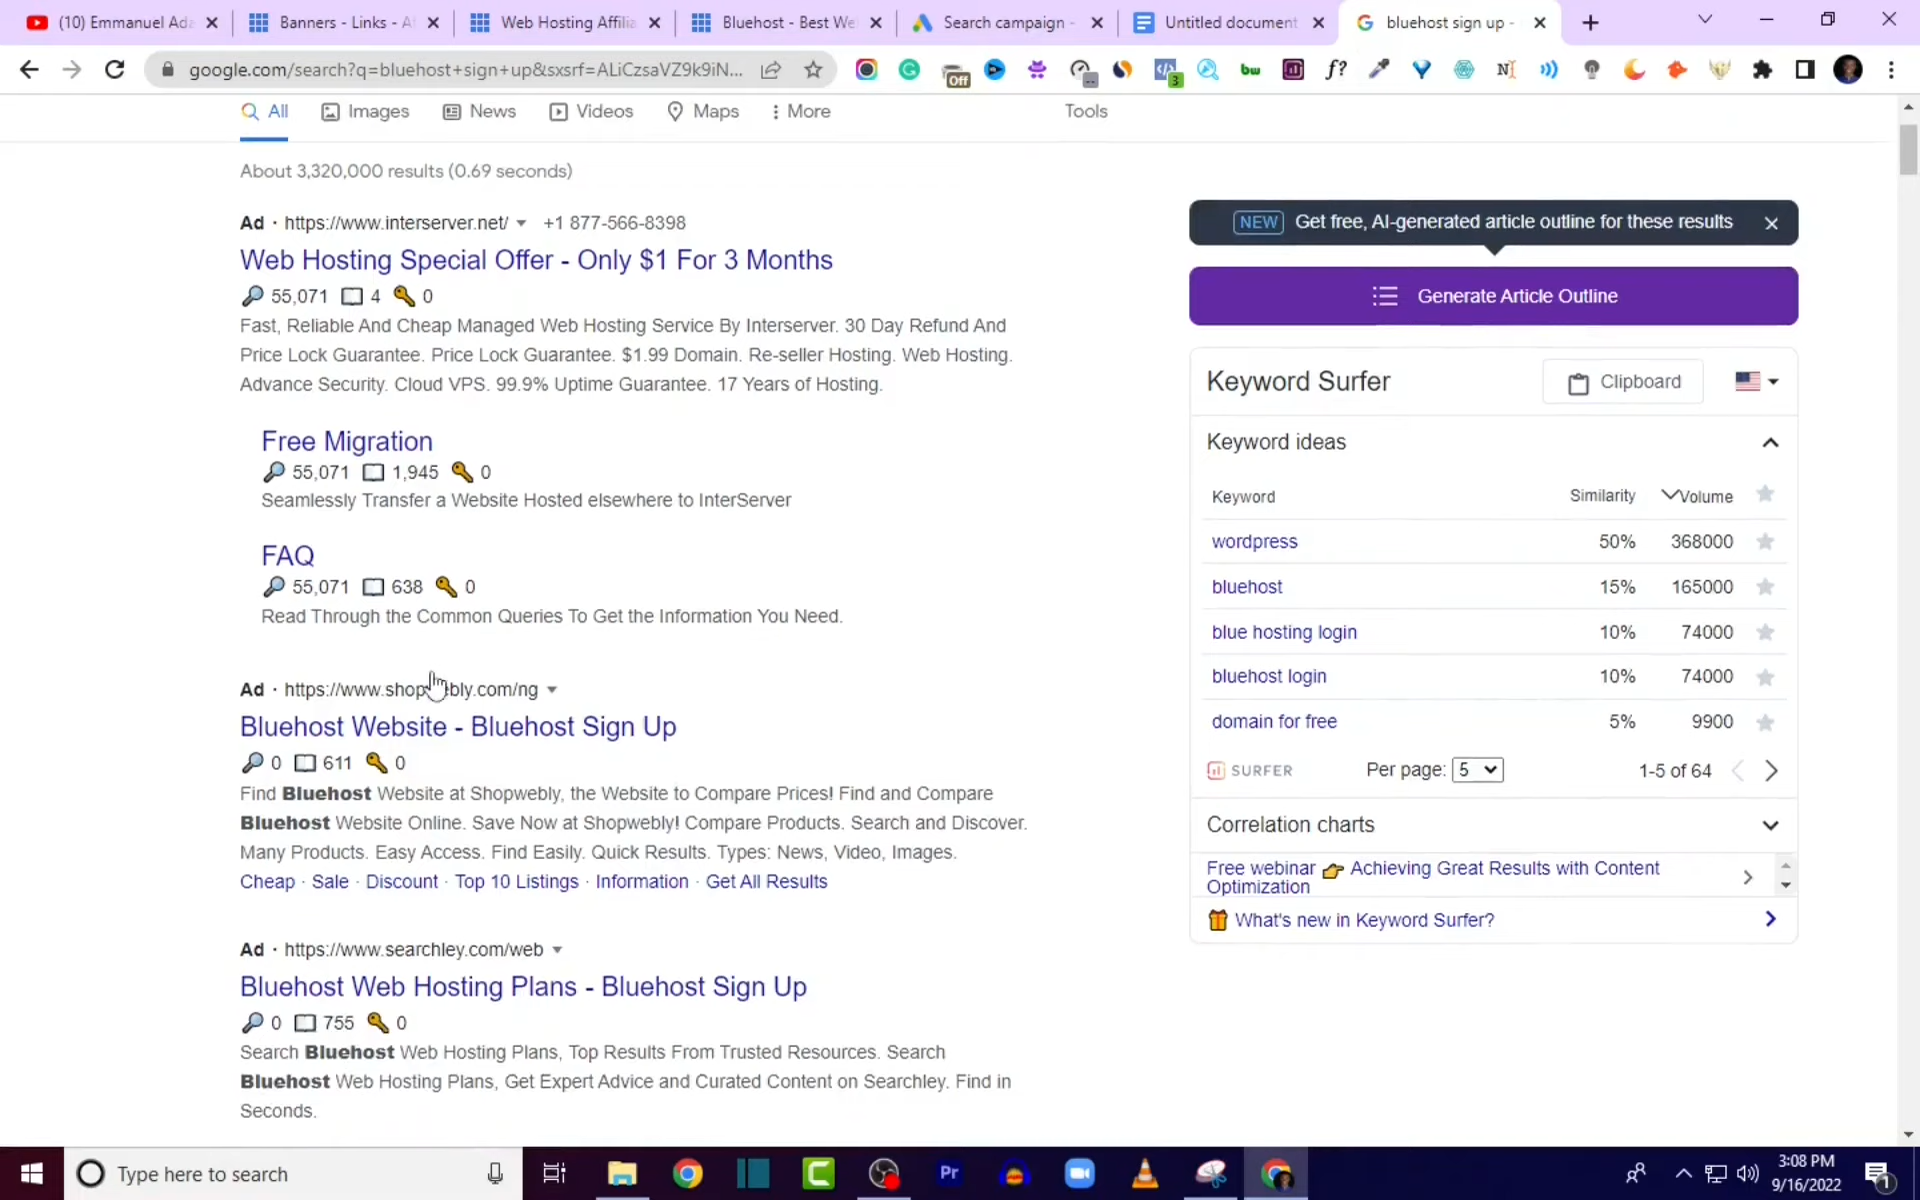 (10) Emmanuel Ada
Banners - Links - Af
Web Hosting Affilia
Bluehost - Best We
Search campaign -
Untitled document
bluehost sign up -
google.com/search?q=bluehost+sign+up&sxsrf=ALiCzsaVZ9k9iN...
Off
3
bw
f?
All
Images
News
Videos
Maps
More
Tools
About 3,320,000 results (0.69 seconds)
Ad · https://www.interserver.net/ +1 877-566-8398
Web Hosting Special Offer - Only $1 For 3 Months
55,071 4 0
Fast, Reliable And Cheap Managed Web Hosting Service By Interserver. 30 Day Refund And
Price Lock Guarantee. Price Lock Guarantee. $1.99 Domain. Re-seller Hosting. Web Hosting.
Advance Security. Cloud VPS. 99.9% Uptime Guarantee. 17 Years of Hosting.
Free Migration
55,071 1,945 0
Seamlessly Transfer a Website Hosted elsewhere to InterServer
FAQ
55,071 638 0
Read Through the Common Queries To Get the Information You Need.
Ad · https://www.shopwebly.com/ng
Bluehost Website - Bluehost Sign Up
0 611 0
Find Bluehost Website at Shopwebly, the Website to Compare Prices! Find and Compare
Bluehost Website Online. Save Now at Shopwebly! Compare Products. Search and Discover.
Many Products. Easy Access. Find Easily. Quick Results. Types: News, Video, Images.
Cheap · Sale · Discount · Top 10 Listings · Information · Get All Results
Ad · https://www.searchley.com/web
Bluehost Web Hosting Plans - Bluehost Sign Up
0 755 0
Search Bluehost Web Hosting Plans, Top Results From Trusted Resources. Search
Bluehost Web Hosting Plans, Get Expert Advice and Curated Content on Searchley. Find in
Seconds.
NEW Get free, AI-generated article outline for these results
Generate Article Outline
Keyword Surfer
Clipboard
Keyword ideas
Keyword Similarity Volume
wordpress 50% 368000
bluehost 15% 165000
blue hosting login 10% 74000
bluehost login 10% 74000
domain for free 5% 9900
SURFER Per page: 5 1-5 of 64
Correlation charts
Free webinar 👉 Achieving Great Results with Content
Optimization
What's new in Keyword Surfer?
Type here to search
Pr
3:08 PM
9/16/2022
1